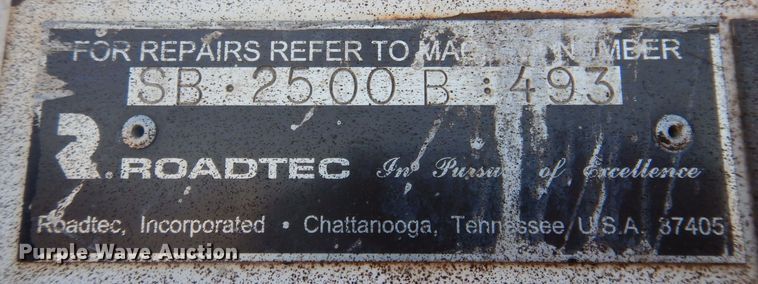 FOR REPAIRS REFER TO NUMBER
SB-2500B-493
R. ROADTEC In Pursuit of Excellence
Roadtec, Incorporated • Chattanooga, Tennessee, U.S.A. 37405
Purple Wave Auction